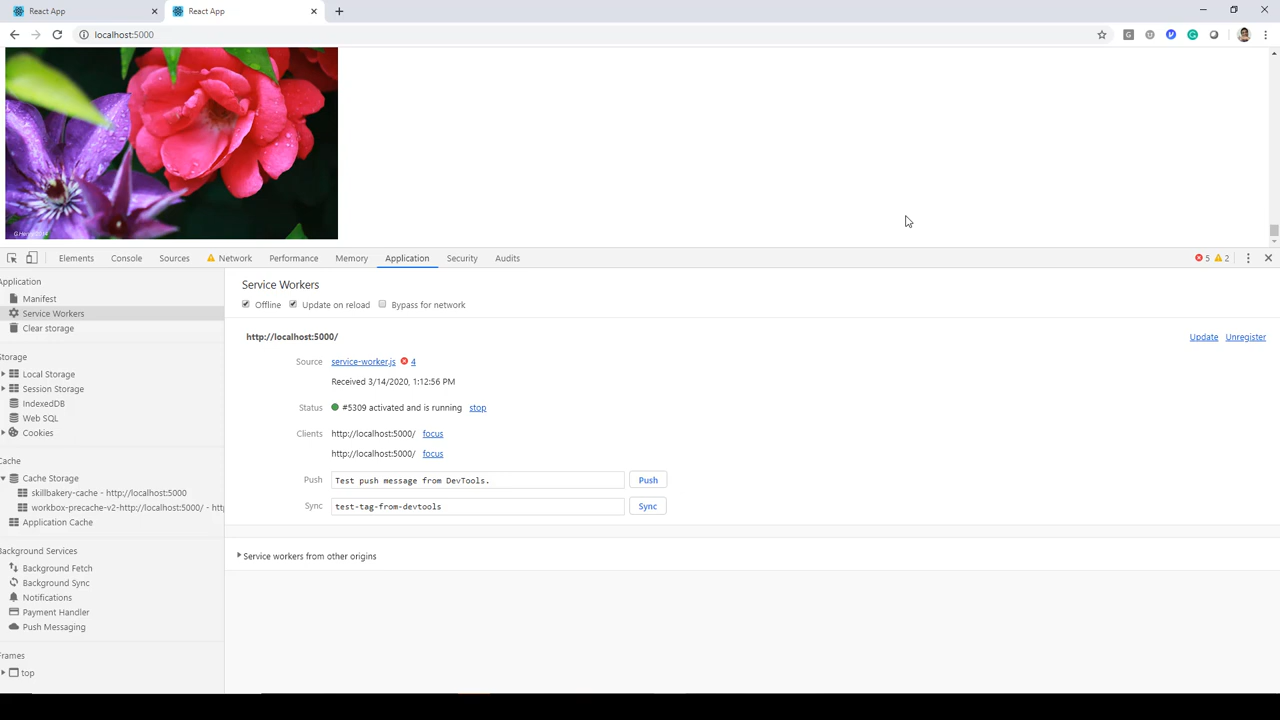 React App
React App
localhost:5000
Elements Console Sources Network Performance Memory Application Security Audits 5 2
Application
Manifest
Service Workers
Clear storage
Storage
Local Storage
Session Storage
IndexedDB
Web SQL
Cookies
Cache
Cache Storage
skillbakery-cache - http://localhost:5000
workbox-precache-v2-http://localhost:5000/ - http
Application Cache
Background Services
Background Fetch
Background Sync
Notifications
Payment Handler
Push Messaging
Frames
top
Service Workers
Offline Update on reload Bypass for network
http://localhost:5000/ Update Unregister
Source service-worker.js 4
Received 3/14/2020, 1:12:56 PM
Status #5309 activated and is running stop
Clients http://localhost:5000/ focus
http://localhost:5000/ focus
Push Test push message from DevTools. Push
Sync test-tag-from-devtools Sync
Service workers from other origins